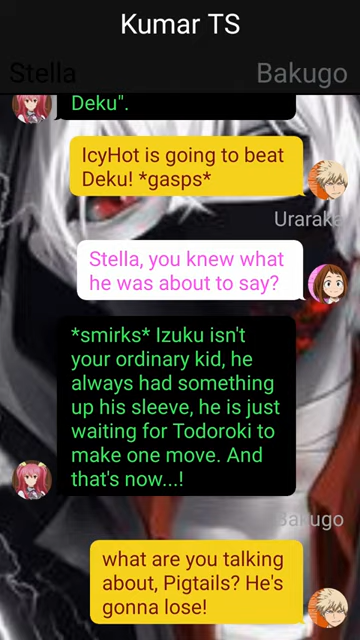 Kumar TS
Stella
Bakugo
Deku".
IcyHot is going to beat
Deku! *gasps*
Uraraka
Stella, you knew what
he was about to say?
*smirks* Izuku isn't
your ordinary kid, he
always had something
up his sleeve, he is just
waiting for Todoroki to
make one move. And
that's now...!
Bakugo
what are you talking
about, Pigtails? He's
gonna lose!